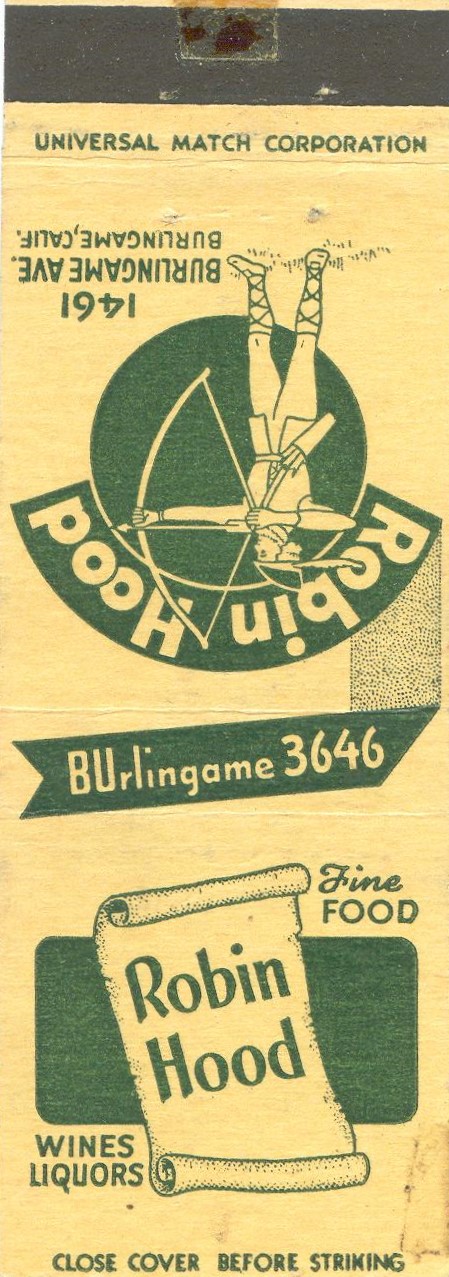 UNIVERSAL MATCH CORPORATION
Robin Hood
1461
BURLINGAME AVE.
BURLINGAME, CALIF.
BUrlingame 3646
Fine
FOOD
Robin
Hood
WINES
LIQUORS
CLOSE COVER BEFORE STRIKING